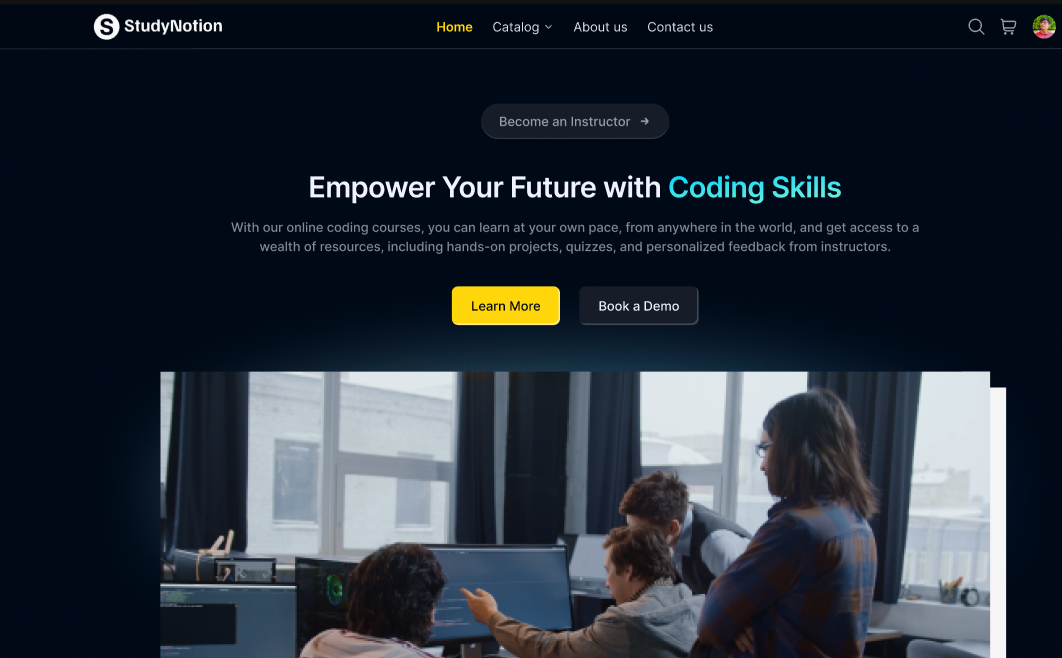 StudyNotion
Home
Catalog
About us
Contact us
Become an Instructor →
Empower Your Future with Coding Skills
With our online coding courses, you can learn at your own pace, from anywhere in the world, and get access to a
wealth of resources, including hands-on projects, quizzes, and personalized feedback from instructors.
Learn More
Book a Demo